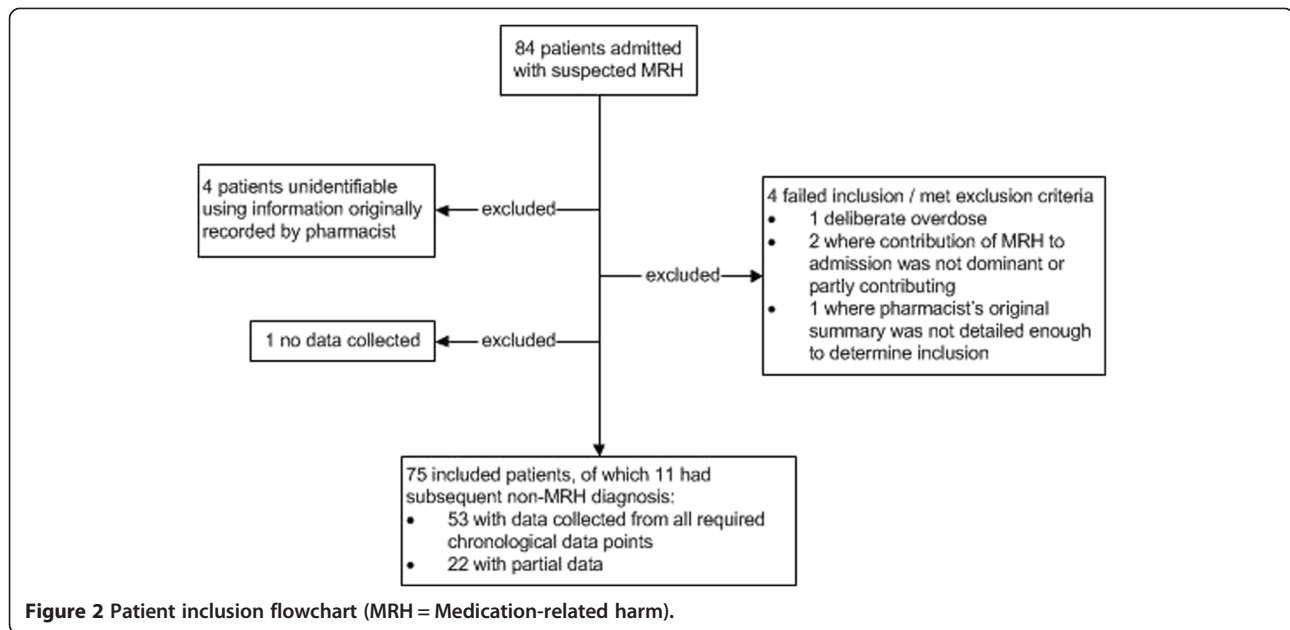 84 patients admitted
with suspected MRH
4 patients unidentifiable
using information originally
recorded by pharmacist
excluded
4 failed inclusion / met exclusion criteria
• 1 deliberate overdose
• 2 where contribution of MRH to
admission was not dominant or
partly contributing
• 1 where pharmacist's original
summary was not detailed enough
to determine inclusion
excluded
1 no data collected
excluded
75 included patients, of which 11 had
subsequent non-MRH diagnosis:
• 53 with data collected from all required
chronological data points
• 22 with partial data
Figure 2 Patient inclusion flowchart (MRH = Medication-related harm).